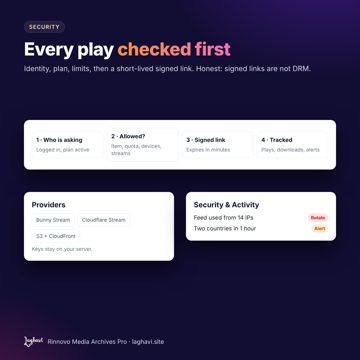 SECURITY
Every play checked first
Identity, plan, limits, then a short-lived signed link. Honest: signed links are not DRM.
1 · Who is asking
Logged in, plan active
2 · Allowed?
Item, quota, devices,
streams
3 · Signed link
Expires in minutes
4 · Tracked
Plays, downloads, alerts
Providers
Bunny Stream
Cloudflare Stream
S3 + CloudFront
Keys stay on your server.
Security & Activity
Feed used from 14 IPs
Rotate
Two countries in 1 hour
Alert
laghavi
Rinnovo Media Archives Pro · laghavi.site